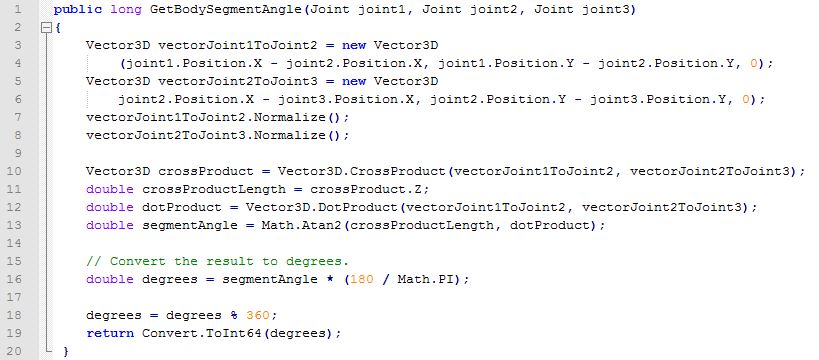 1 public long GetBodySegmentAngle(Joint joint1, Joint joint2, Joint joint3)
2 {
3 Vector3D vectorJoint1ToJoint2 = new Vector3D
4 (joint1.Position.X - joint2.Position.X, joint1.Position.Y - joint2.Position.Y, 0);
5 Vector3D vectorJoint2ToJoint3 = new Vector3D
6 joint2.Position.X - joint3.Position.X, joint2.Position.Y - joint3.Position.Y, 0);
7 vectorJoint1ToJoint2.Normalize();
8 vectorJoint2ToJoint3.Normalize();
9
10 Vector3D crossProduct = Vector3D.CrossProduct(vectorJoint1ToJoint2, vectorJoint2ToJoint3);
11 double crossProductLength = crossProduct.Z;
12 double dotProduct = Vector3D.DotProduct(vectorJoint1ToJoint2, vectorJoint2ToJoint3);
13 double segmentAngle = Math.Atan2(crossProductLength, dotProduct);
14
15 // Convert the result to degrees.
16 double degrees = segmentAngle * (180 / Math.PI);
17
18 degrees = degrees % 360;
19 return Convert.ToInt64(degrees);
20 }